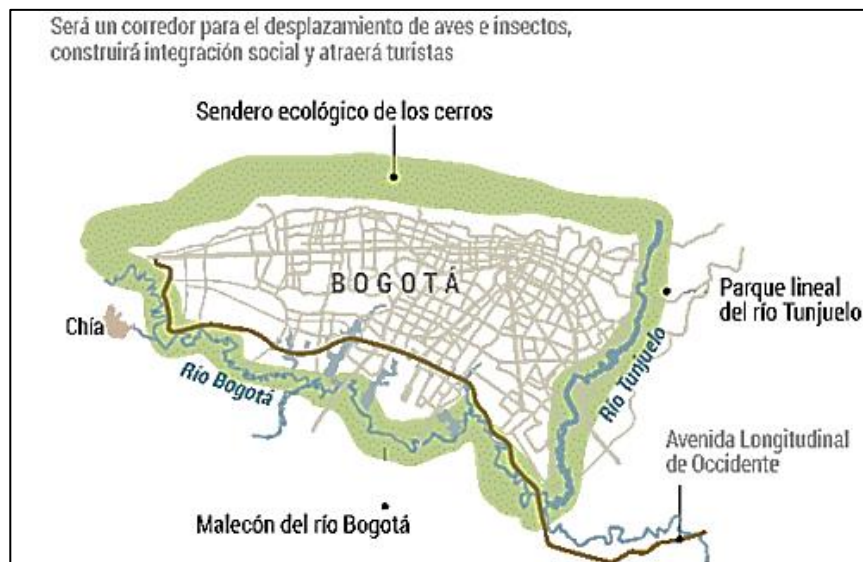 Será un corredor para el desplazamiento de aves e insectos,
construirá integración social y atraerá turistas
Sendero ecológico de los cerros
BOGOTÁ
Parque lineal
del río Tunjuelo
Chía
Río Bogotá
Río Tunjuelo
Avenida Longitudinal
de Occidente
Malecón del río Bogotá